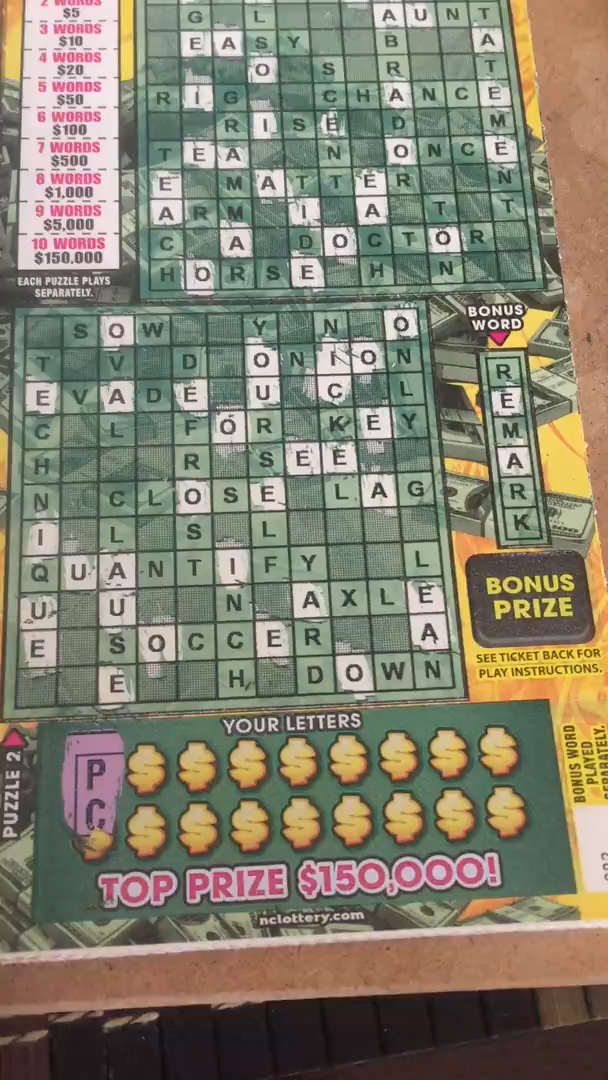 2 WORDS
$5
3 WORDS
$10
4 WORDS
$20
5 WORDS
$50
6 WORDS
$100
7 WORDS
$500
8 WORDS
$1,000
9 WORDS
$5,000
10 WORDS
$150,000
EACH PUZZLE PLAYS
SEPARATELY.
G L AUNT
EASY B A
O S R T
RIG CHANCE
R ISE D M
TEA N ONCE
E MATTER N
ARM I A T T
C A DOCTOR
HORSE H N
SOW Y N O
T V D ONION N
EVADE U C L
C L FOR KEY
H R SEE
N CLOSE LAG
I L S L
QUANTIFY L
U U N AXLE
E SOCCER R A
E H DOWN
BONUS
WORD
REMARK
BONUS
PRIZE
SEE TICKET BACK FOR
PLAY INSTRUCTIONS.
PUZZLE 2
YOUR LETTERS
P
C
BONUS WORD
PLAYED
SEPARATELY.
TOP PRIZE $150,000!
nclottery.com